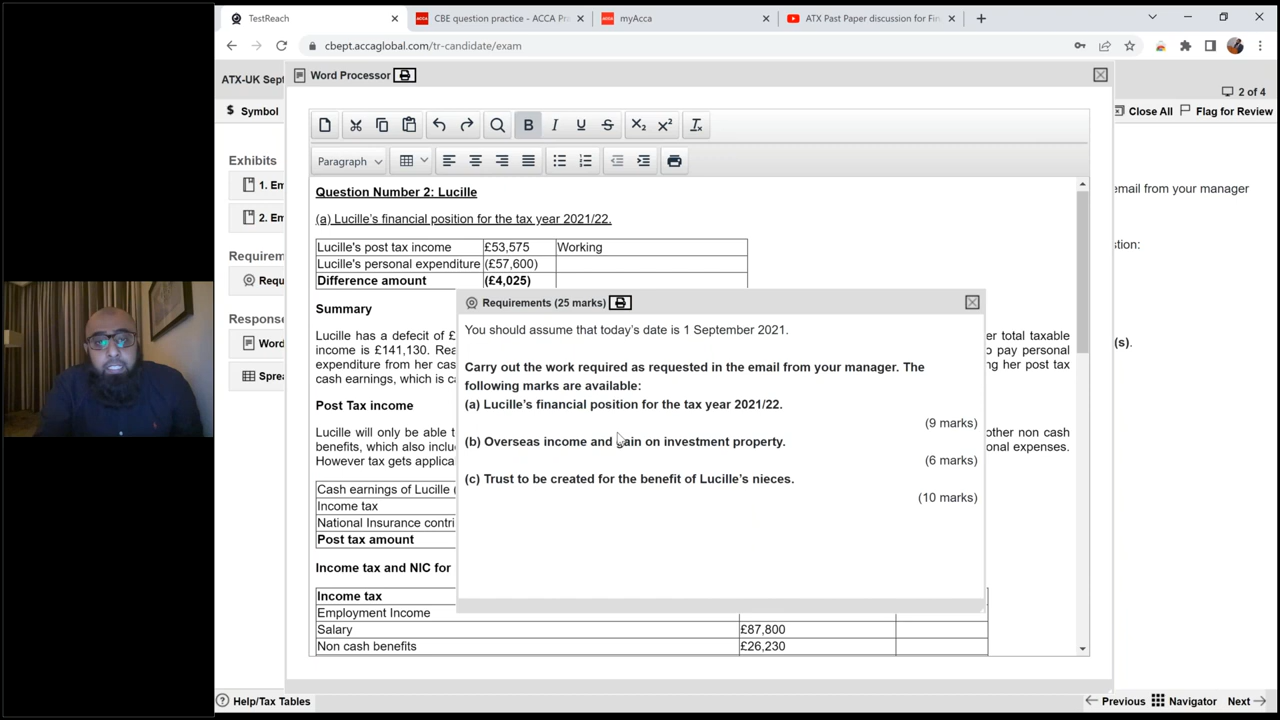 TestReach
CBE question practice - ACCA Pr
myAcca
ATX Past Paper discussion for Fin
cbept.accaglobal.com/tr-candidate/exam
ATX-UK Sept
Word Processor
2 of 4
$ Symbol
Close All
Flag for Review
Exhibits
1. Em
2. Em
Requirem
Requ
Respons
Word
Sprea
Paragraph
email from your manager
stion:
(s).
Question Number 2: Lucille
(a) Lucille's financial position for the tax year 2021/22.
Lucille's post tax income £53,575 Working
Lucille's personal expenditure (£57,600)
Difference amount (£4,025)
Summary
Lucille has a defecit of £
er total taxable
income is £141,130. Rea
o pay personal
expenditure from her cas
ng her post tax
cash earnings, which is ca
Post Tax income
Lucille will only be able t
other non cash
benefits, which also inclu
onal expenses.
However tax gets applica
Cash earnings of Lucille (
Income tax
National Insurance contri
Post tax amount
Income tax and NIC for
Income tax
Employment Income
Salary £87,800
Non cash benefits £26,230
Requirements (25 marks)
You should assume that today's date is 1 September 2021.
Carry out the work required as requested in the email from your manager. The
following marks are available:
(a) Lucille's financial position for the tax year 2021/22.
(9 marks)
(b) Overseas income and gain on investment property.
(6 marks)
(c) Trust to be created for the benefit of Lucille's nieces.
(10 marks)
Help/Tax Tables
Previous
Navigator
Next